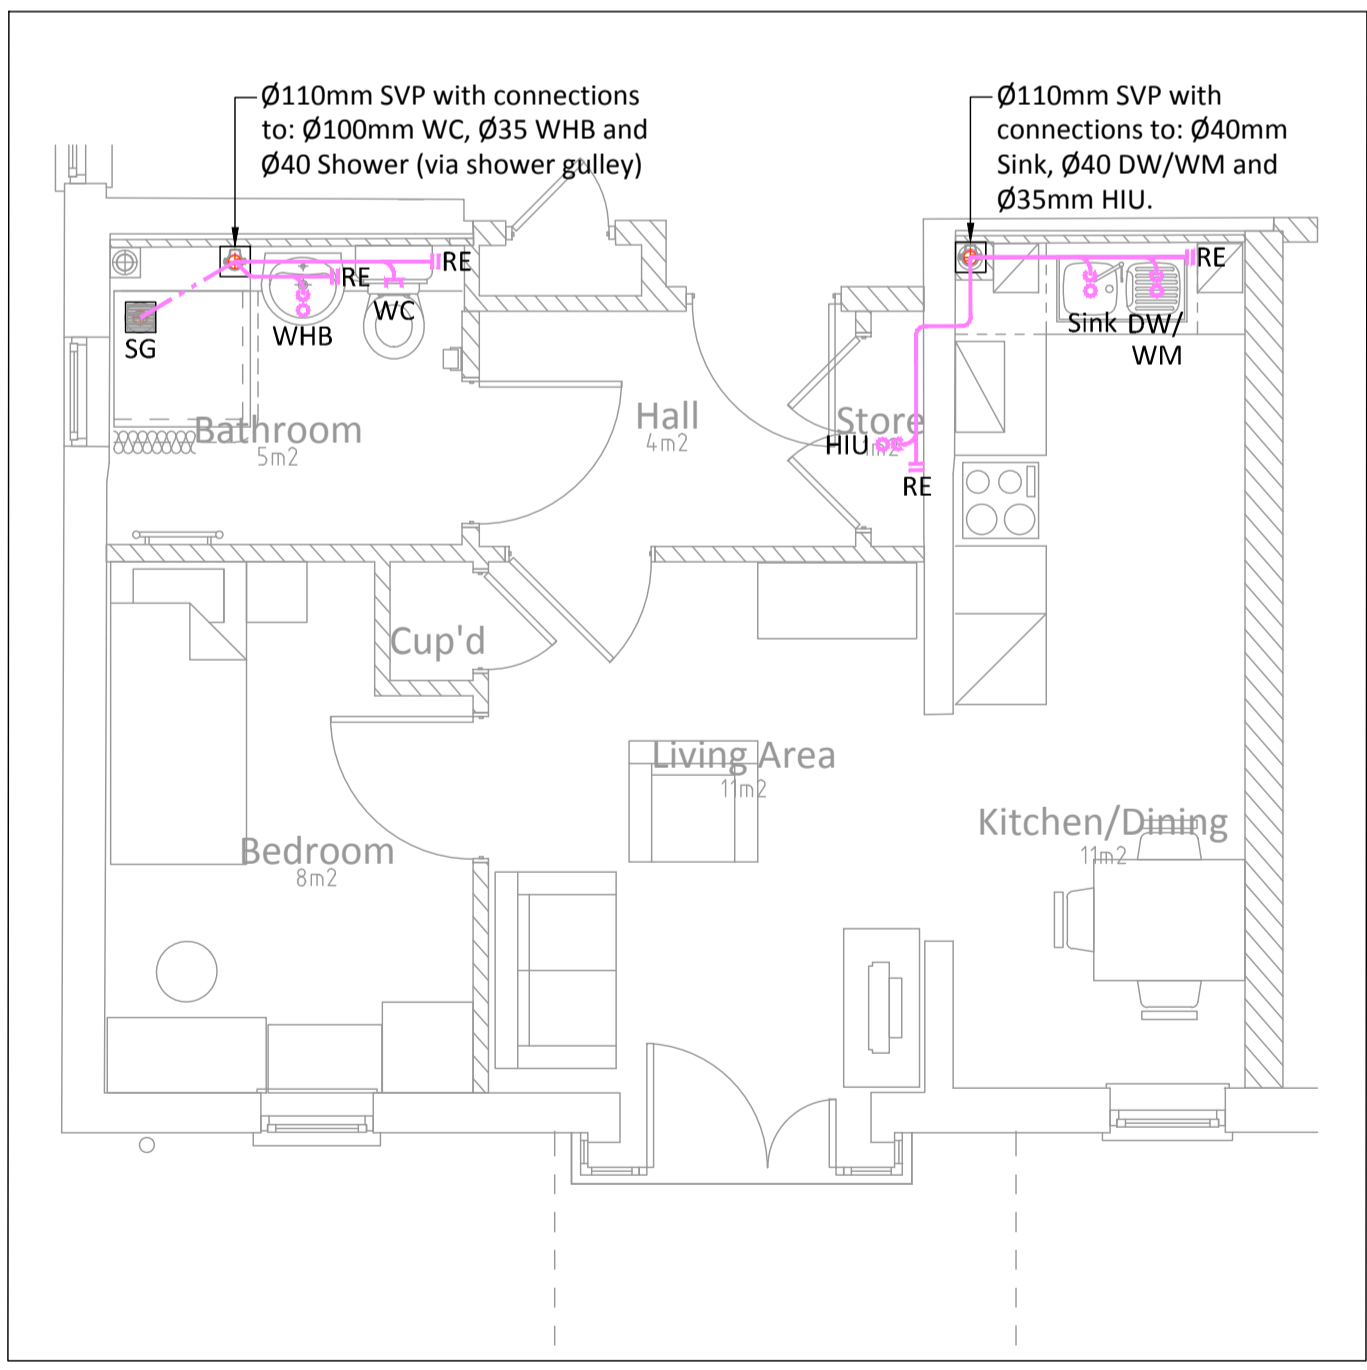 Ø110mm SVP with connections
to: Ø100mm WC, Ø35 WHB and
Ø40 Shower (via shower gulley)
Ø110mm SVP with
connections to: Ø40mm
Sink, Ø40 DW/WM and
Ø35mm HIU.
RE
RE
RE
WC
WHB
SG
Sink
DW/
WM
Bathroom
5m2
Hall
4m2
Store
m2
HIU
RE
Cup'd
Living Area
11m2
Kitchen/Dining
11m2
Bedroom
8m2